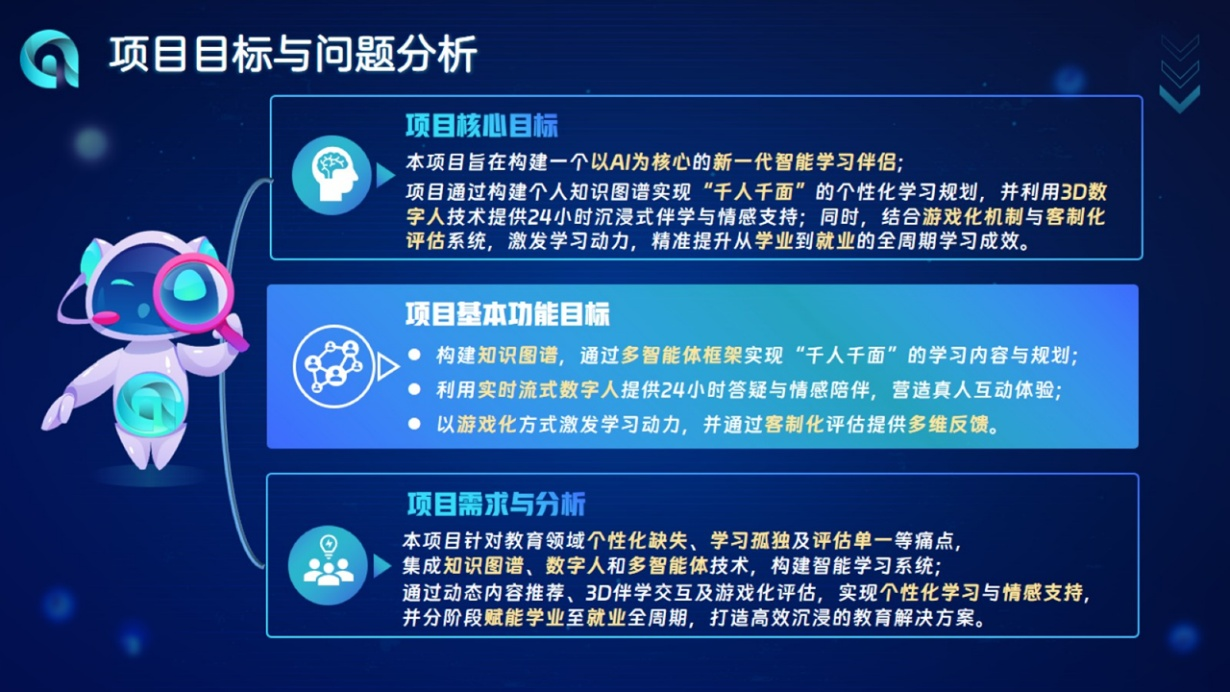 项目目标与问题分析
项目核心目标
本项目旨在构建一个以AI为核心的新一代智能学习伴侣；
项目通过构建个人知识图谱实现“千人千面”的个性化学习规划，并利用3D数
字人技术提供24小时沉浸式伴学与情感支持；同时，结合游戏化机制与客制化
评估系统，激发学习动力，精准提升从学业到就业的全周期学习成效。
项目基本功能目标
● 构建知识图谱，通过多智能体框架实现“千人千面”的学习内容与规划；
● 利用实时流式数字人提供24小时答疑与情感陪伴，营造真人互动体验；
● 以游戏化方式激发学习动力，并通过客制化评估提供多维反馈。
项目需求与分析
本项目针对教育领域个性化缺失、学习孤独及评估单一等痛点，
集成知识图谱、数字人和多智能体技术，构建智能学习系统；
通过动态内容推荐、3D伴学交互及游戏化评估，实现个性化学习与情感支持，
并分阶段赋能学业至就业全周期，打造高效沉浸的教育解决方案。